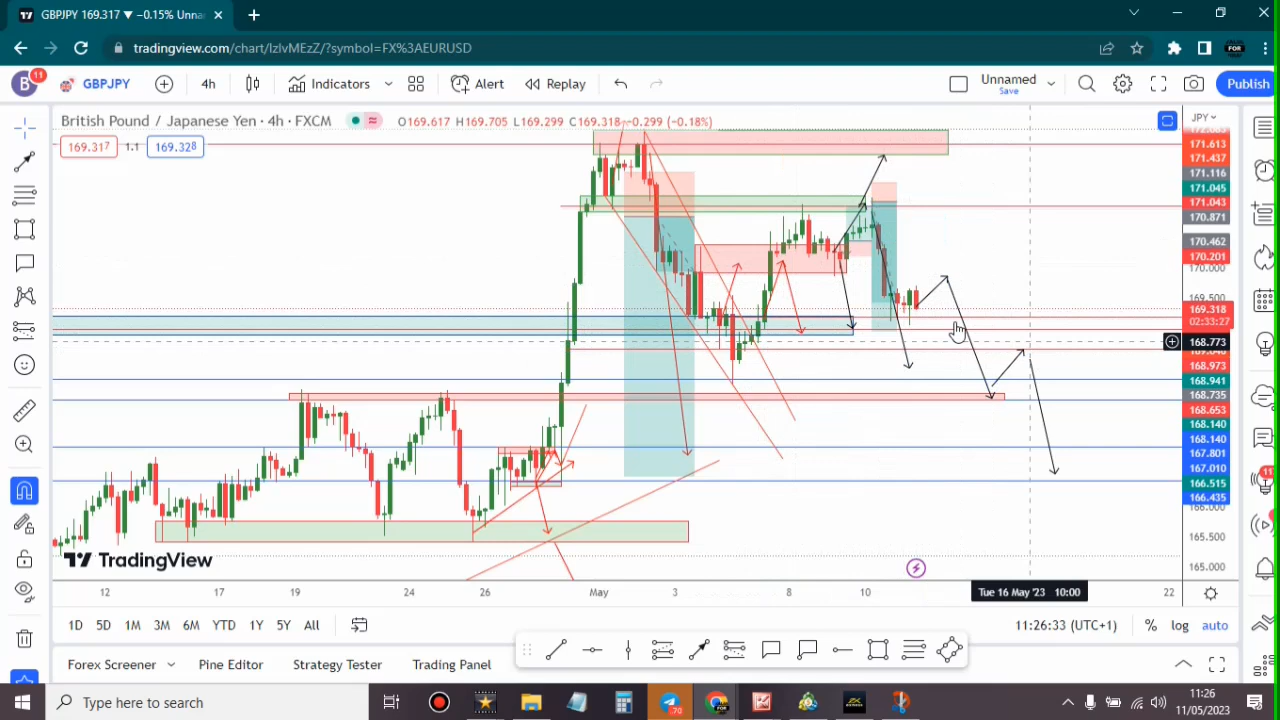 GBPJPY 169.317 ▼ −0.15% Unna
tradingview.com/chart/IzlvMEzZ/?symbol=FX%3AEURUSD
FOR
B 11
GBPJPY
4h
Indicators
Alert
Replay
Unnamed
Save
Publish
British Pound / Japanese Yen · 4h · FXCM
O169.617 H169.705 L169.299 C169.318 −0.299 (−0.18%)
JPY
169.317
1.1
169.328
171.613
171.437
171.116
171.045
171.043
170.871
170.462
170.201
170.000
169.500
169.318
02:33:27
168.773
168.973
168.941
168.735
168.653
168.140
168.140
167.801
167.010
166.515
166.435
166.000
165.500
165.000
TradingView
12
17
19
24
26
May
3
8
10
Tue 16 May '23 10:00
22
1D 5D 1M 3M 6M YTD 1Y 5Y All
11:26:33 (UTC+1)
% log auto
Forex Screener
Pine Editor
Strategy Tester
Trading Panel
Type here to search
70
11:26
11/05/2023